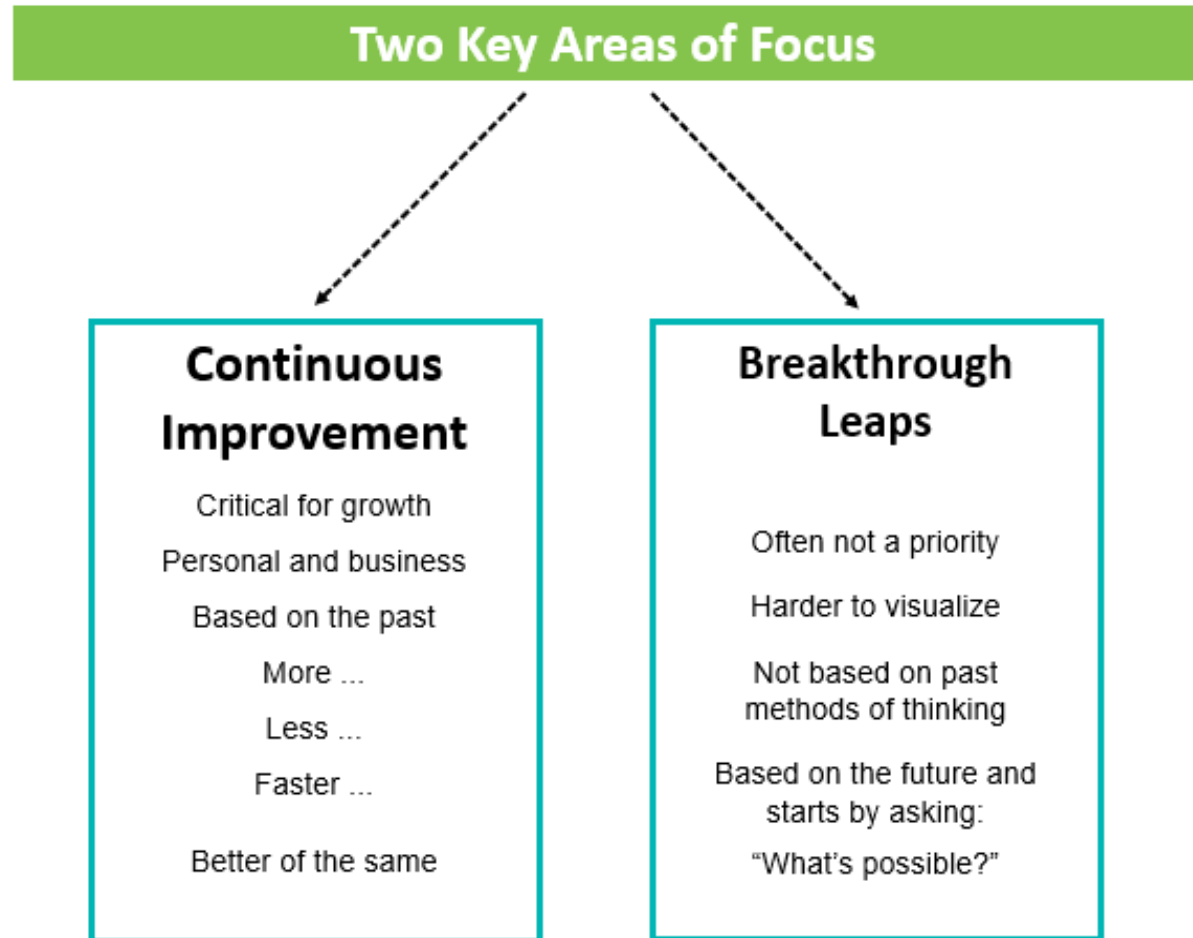 Two Key Areas of Focus
Continuous
Improvement
Critical for growth
Personal and business
Based on the past
More ...
Less ...
Faster ...
Better of the same
Breakthrough
Leaps
Often not a priority
Harder to visualize
Not based on past
methods of thinking
Based on the future and
starts by asking:
“What’s possible?”